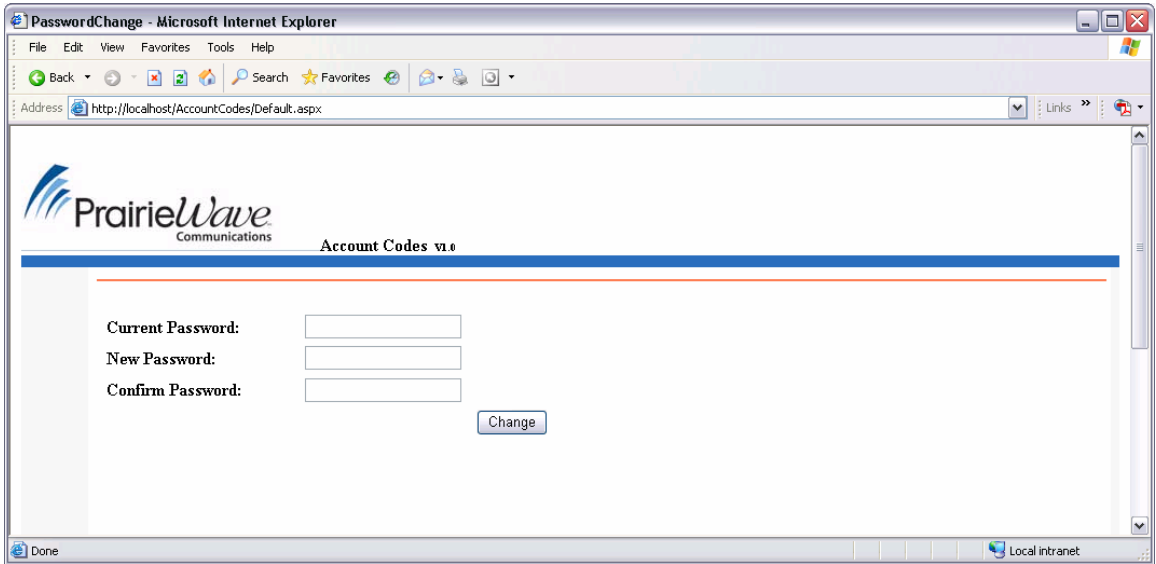 PasswordChange - Microsoft Internet Explorer
File Edit View Favorites Tools Help
Back Search Favorites
Address http://localhost/AccountCodes/Default.aspx Links »
PrairieWave
Communications
Account Codes v1.0
Current Password:
New Password:
Confirm Password:
Change
Done Local intranet